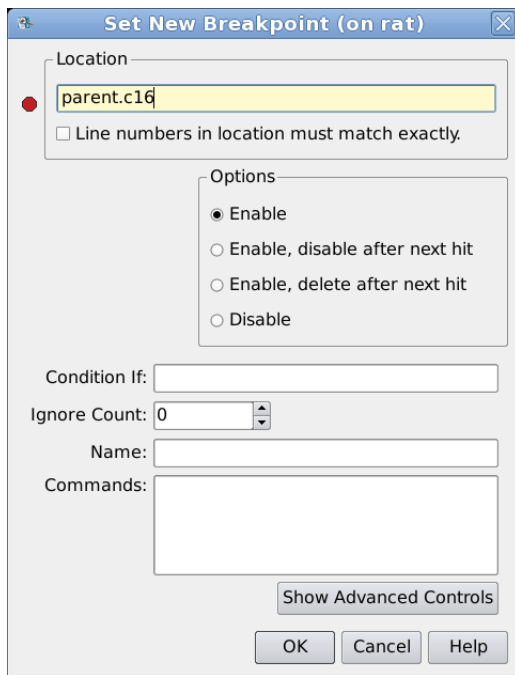 Set New Breakpoint (on rat)
Location
parent.c16
Line numbers in location must match exactly.
Options
Enable
Enable, disable after next hit
Enable, delete after next hit
Disable
Condition If:
Ignore Count: 0
Name:
Commands:
Show Advanced Controls
OK Cancel Help